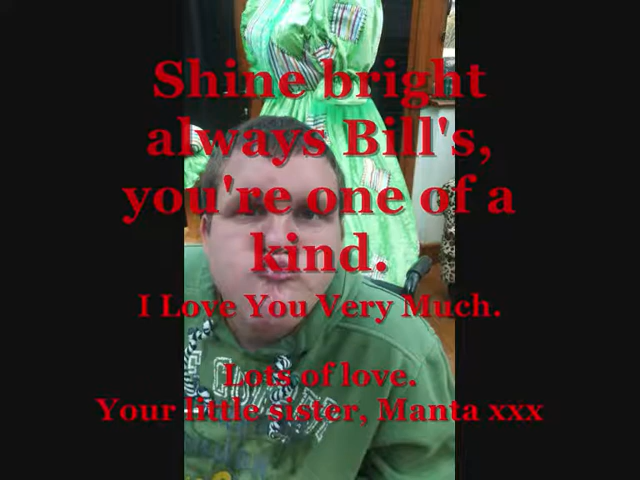 Shine bright
always Bill's,
you're one of a
kind.
I Love You Very Much.
Lots of love.
Your little sister, Manta xxx